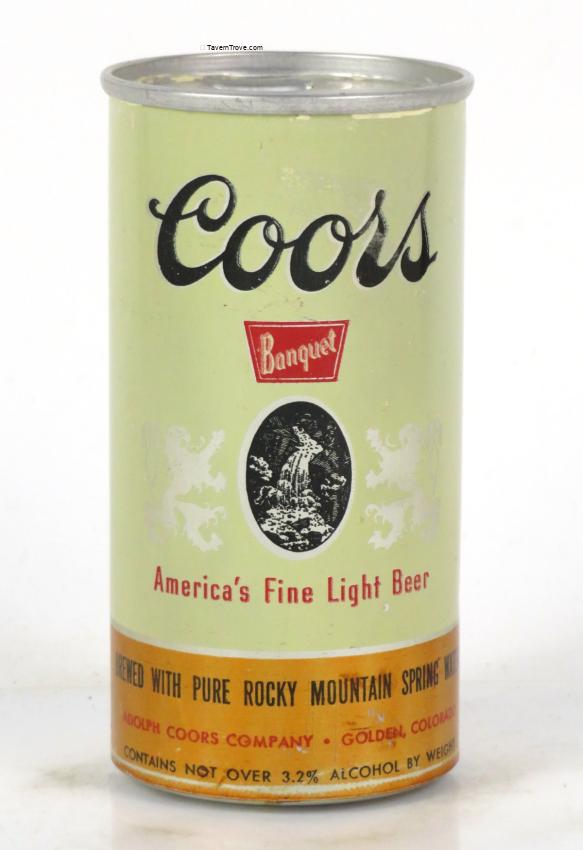 © TavernTrove.com
Coors
Banquet
America's Fine Light Beer
BREWED WITH PURE ROCKY MOUNTAIN SPRING
ADOLPH COORS COMPANY • GOLDEN, COLORADO
CONTAINS NOT OVER 3.2% ALCOHOL BY WEIGHT